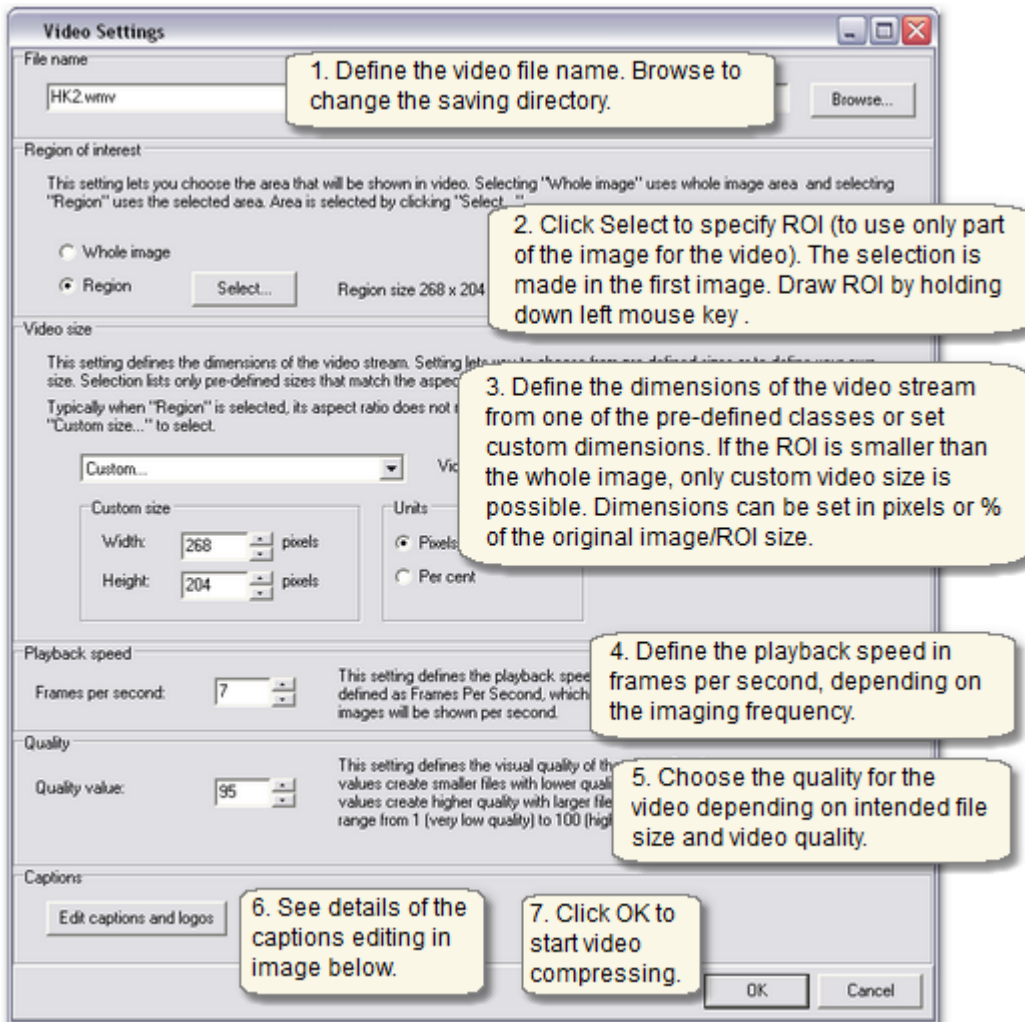 Video Settings
File name
HK2.wmv
1. Define the video file name. Browse to
change the saving directory.
Browse...
Region of interest
This setting lets you choose the area that will be shown in video. Selecting "Whole image" uses whole image area and selecting
"Region" uses the selected area. Area is selected by clicking "Select..."
Whole image
Region
Select...
Region size 268 x 204
2. Click Select to specify ROI (to use only part
of the image for the video). The selection is
made in the first image. Draw ROI by holding
down left mouse key .
Video size
This setting defines the dimensions of the video stream. Setting lets you to choose from pre-defined sizes or to define your own
size. Selection lists only pre-defined sizes that match the aspec
Typically when "Region" is selected, its aspect ratio does not
"Custom size..." to select.
3. Define the dimensions of the video stream
from one of the pre-defined classes or set
custom dimensions. If the ROI is smaller than
the whole image, only custom video size is
possible. Dimensions can be set in pixels or %
of the original image/ROI size.
Custom...
Custom size
Width: 268 pixels
Height: 204 pixels
Units
Pixels
Per cent
Playback speed
Frames per second: 7
This setting defines the playback spee
defined as Frames Per Second, which
images will be shown per second.
4. Define the playback speed in
frames per second, depending on
the imaging frequency.
Quality
Quality value: 95
This setting defines the visual quality of the
values create smaller files with lower quali
values create higher quality with larger file
range from 1 (very low quality) to 100 (hig
5. Choose the quality for the
video depending on intended file
size and video quality.
Captions
Edit captions and logos
6. See details of the
captions editing in
image below.
7. Click OK to
start video
compressing.
OK
Cancel